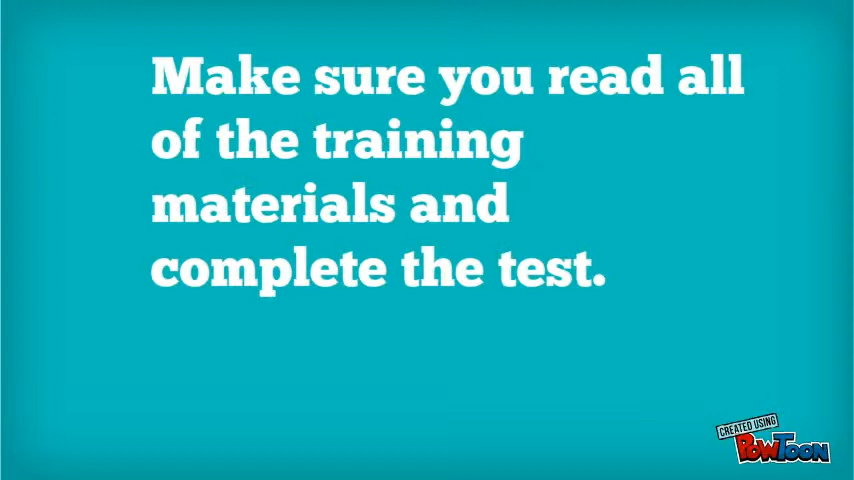 Make sure you read all
of the training
materials and
complete the test.
CREATED USING
PowToon